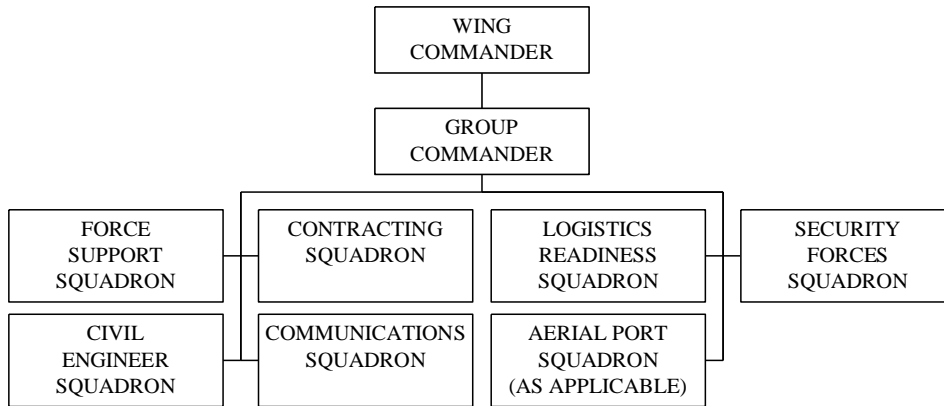 WING
COMMANDER
GROUP
COMMANDER
FORCE
SUPPORT
SQUADRON
CONTRACTING
SQUADRON
LOGISTICS
READINESS
SQUADRON
SECURITY
FORCES
SQUADRON
CIVIL
ENGINEER
SQUADRON
COMMUNICATIONS
SQUADRON
AERIAL PORT
SQUADRON
(AS APPLICABLE)